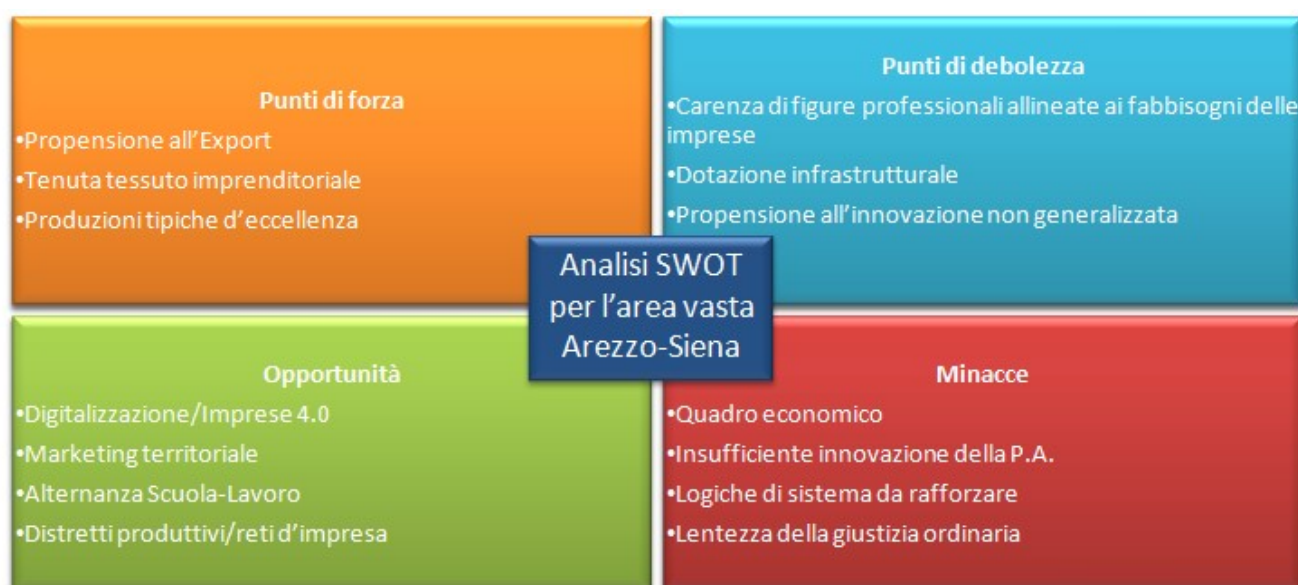 Punti di forza
•Propensione all'Export
•Tenuta tessuto imprenditoriale
•Produzioni tipiche d'eccellenza
Punti di debolezza
•Carenza di figure professionali allineate ai fabbisogni delle
imprese
•Dotazione infrastrutturale
•Propensione all'innovazione non generalizzata
Analisi SWOT
per l'area vasta
Arezzo-Siena
Opportunità
•Digitalizzazione/Imprese 4.0
•Marketing territoriale
•Alternanza Scuola-Lavoro
•Distretti produttivi/reti d'impresa
Minacce
•Quadro economico
•Insufficiente innovazione della P.A.
•Logiche di sistema da rafforzare
•Lentezza della giustizia ordinaria